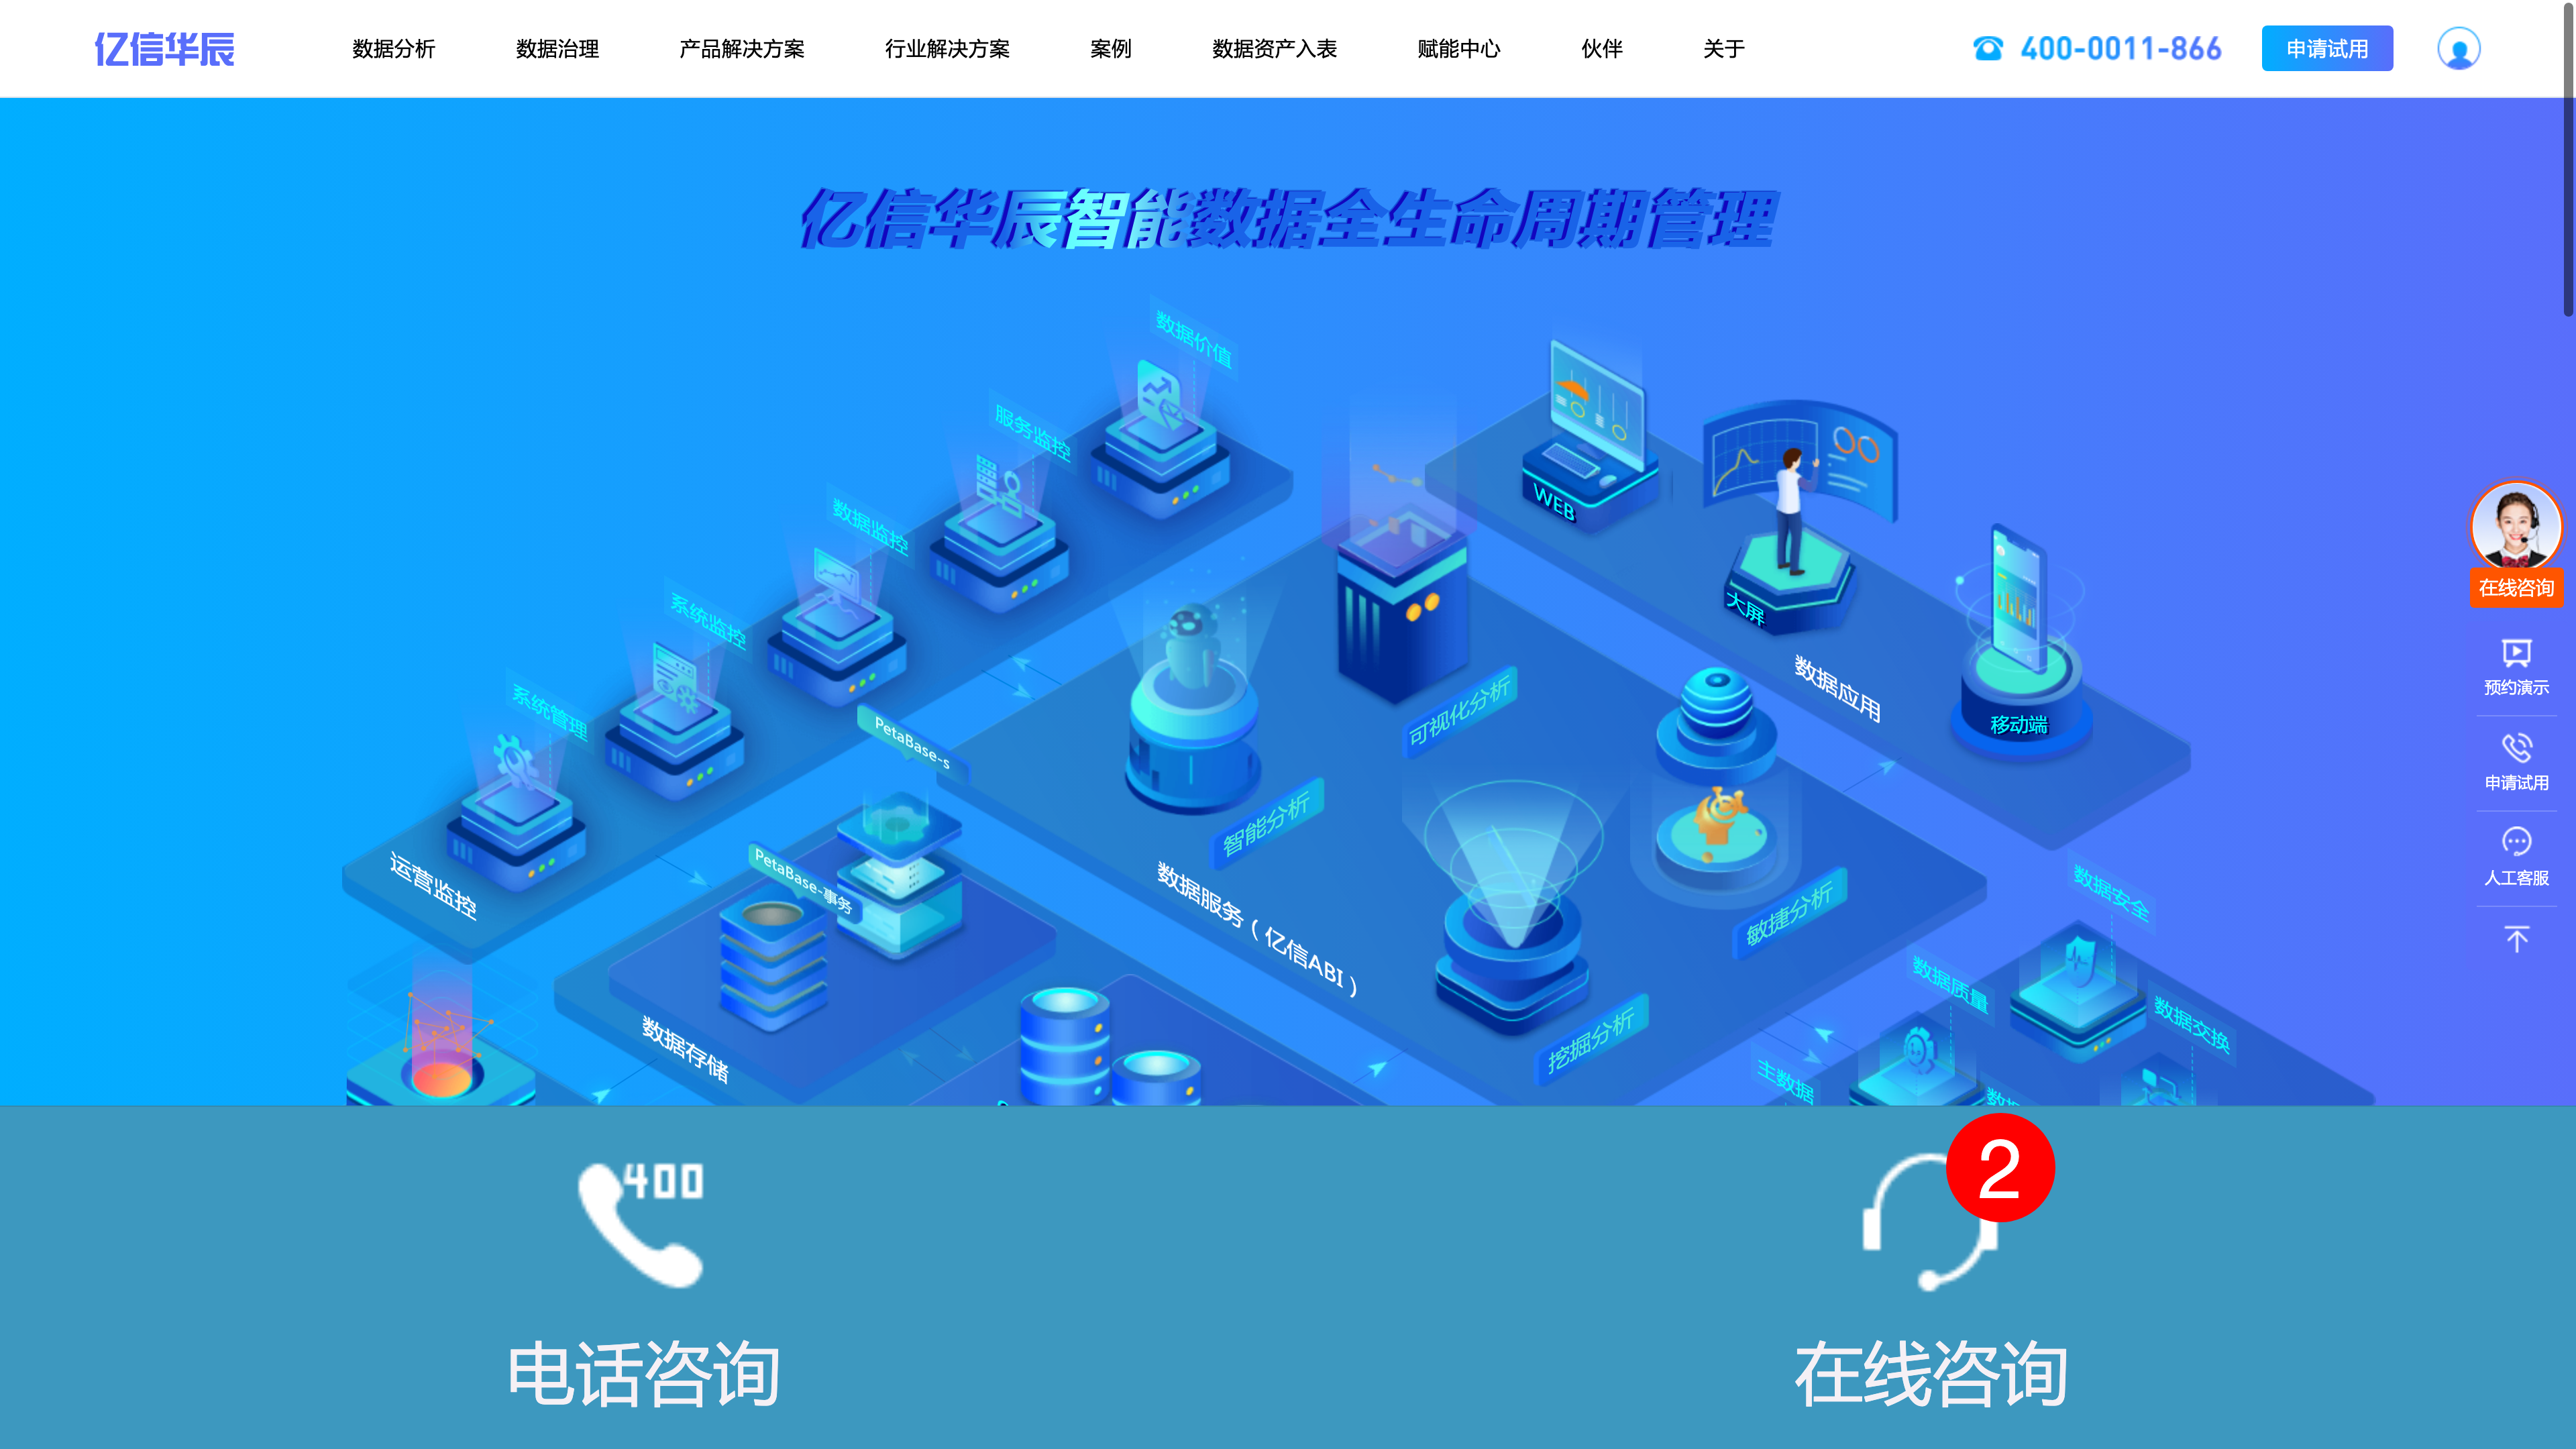 亿信华辰
数据分析
数据治理
产品解决方案
行业解决方案
案例
数据资产入表
赋能中心
伙伴
关于
400-0011-866
申请试用
亿信华辰智能数据全生命周期管理
数据价值
服务监控
数据监控
系统监控
系统管理
运营监控
WEB
大屏
移动端
数据应用
可视化分析
智能分析
敏捷分析
挖掘分析
数据服务（亿信ABI）
PetaBase-s
PetaBase-事务
数据存储
数据安全
数据质量
数据交换
主数据
在线咨询
预约演示
申请试用
人工客服
400
电话咨询
2
在线咨询